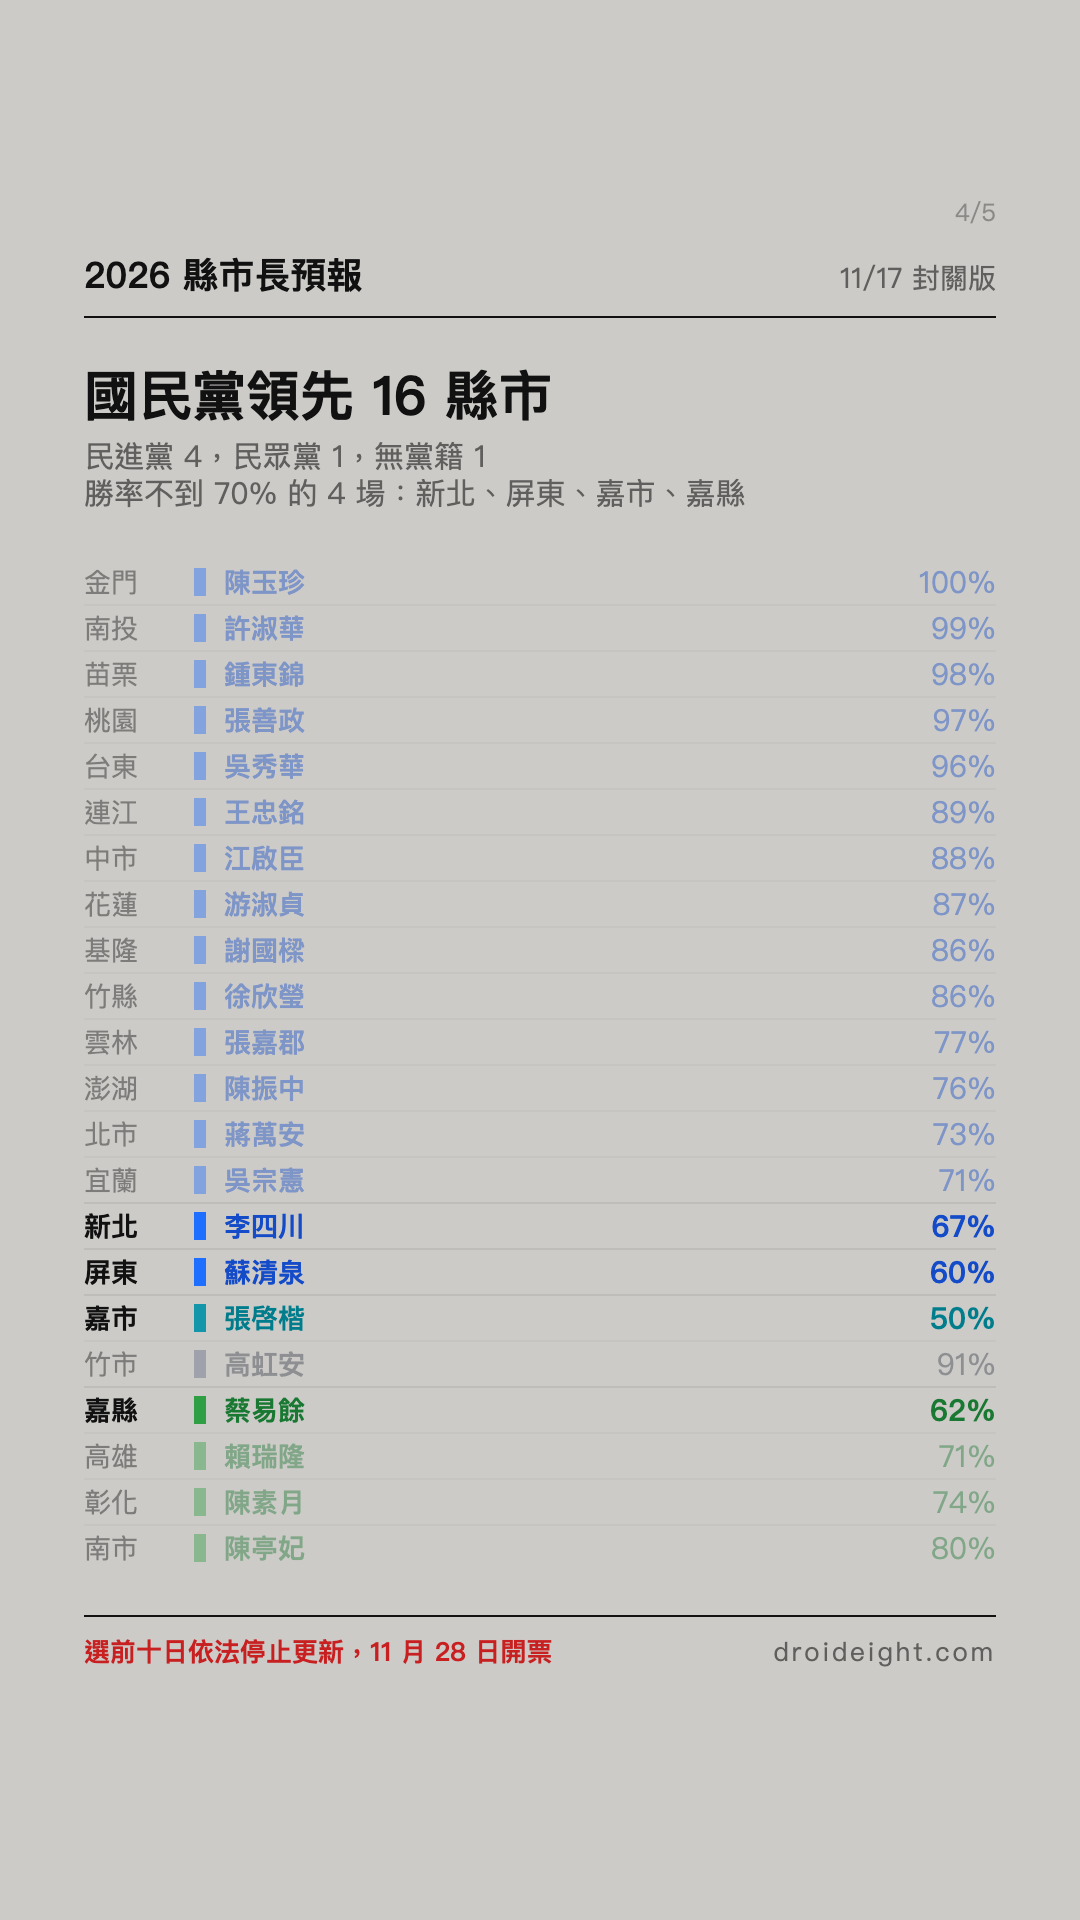 4/5
2026 縣市長預報 11/17 封關版
國民黨領先 16 縣市
民進黨 4，民眾黨 1，無黨籍 1
勝率不到 70% 的 4 場：新北、屏東、嘉市、嘉縣
金門 陳玉珍 100%
南投 許淑華 99%
苗栗 鍾東錦 98%
桃園 張善政 97%
台東 吳秀華 96%
連江 王忠銘 89%
中市 江啟臣 88%
花蓮 游淑貞 87%
基隆 謝國樑 86%
竹縣 徐欣瑩 86%
雲林 張嘉郡 77%
澎湖 陳振中 76%
北市 蔣萬安 73%
宜蘭 吳宗憲 71%
新北 李四川 67%
屏東 蘇清泉 60%
嘉市 張啓楷 50%
竹市 高虹安 91%
嘉縣 蔡易餘 62%
高雄 賴瑞隆 71%
彰化 陳素月 74%
南市 陳亭妃 80%
選前十日依法停止更新，11 月 28 日開票 droideight.com